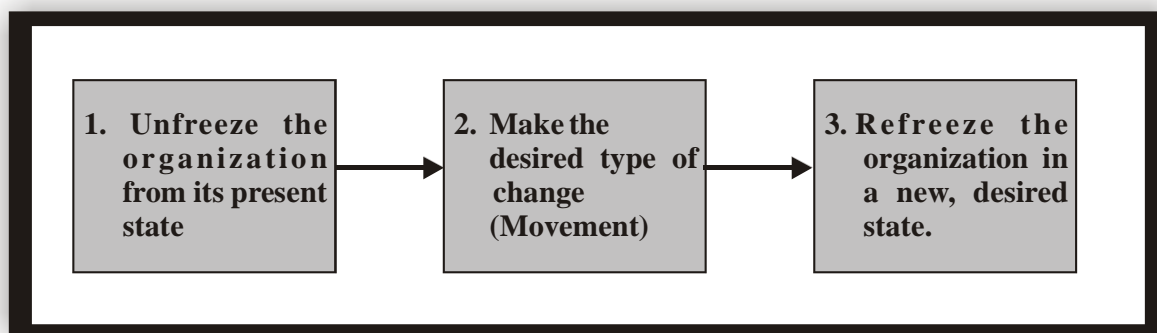 1. Unfreeze the
organization
from its present
state
2. Make the
desired type of
change
(Movement)
3. Refreeze the
organization in
a new, desired
state.